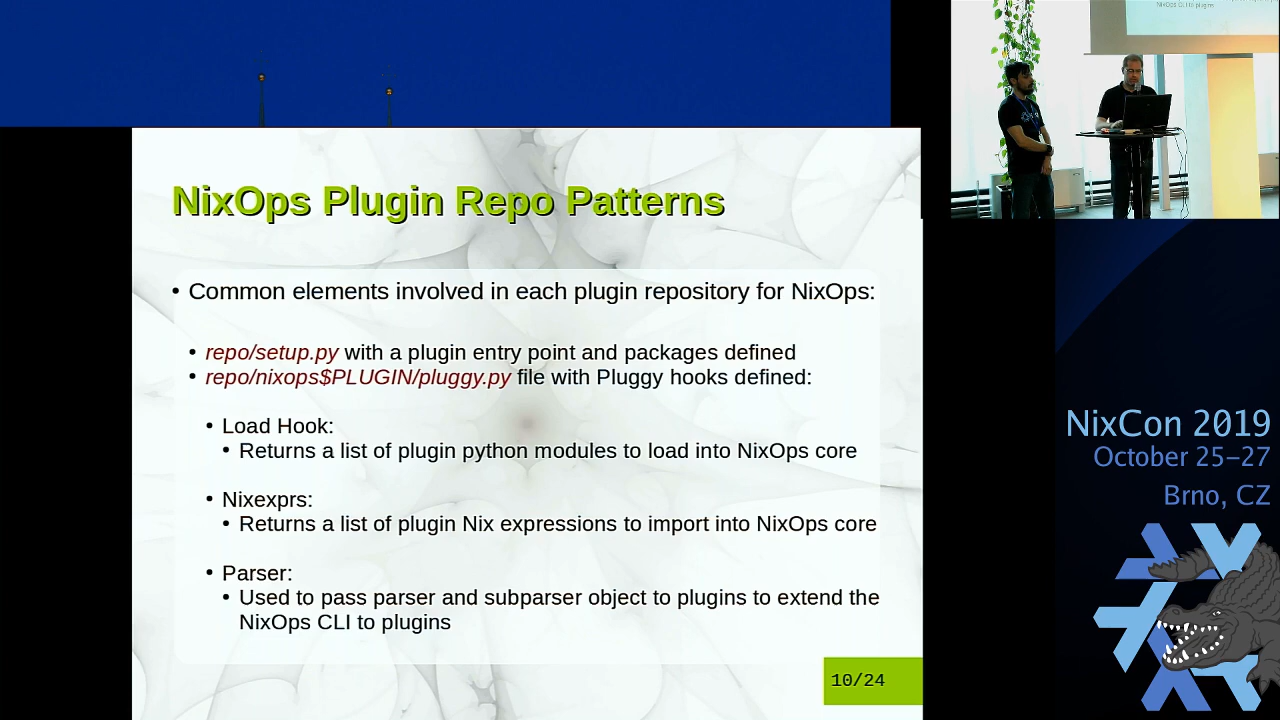 NixOps CLI to plugins
NixOps Plugin Repo Patterns
• Common elements involved in each plugin repository for NixOps:
• repo/setup.py with a plugin entry point and packages defined
• repo/nixops$PLUGIN/pluggy.py file with Pluggy hooks defined:
• Load Hook:
• Returns a list of plugin python modules to load into NixOps core
• Nixexprs:
• Returns a list of plugin Nix expressions to import into NixOps core
• Parser:
• Used to pass parser and subparser object to plugins to extend the
NixOps CLI to plugins
10/24
NixCon 2019
October 25–27
Brno, CZ